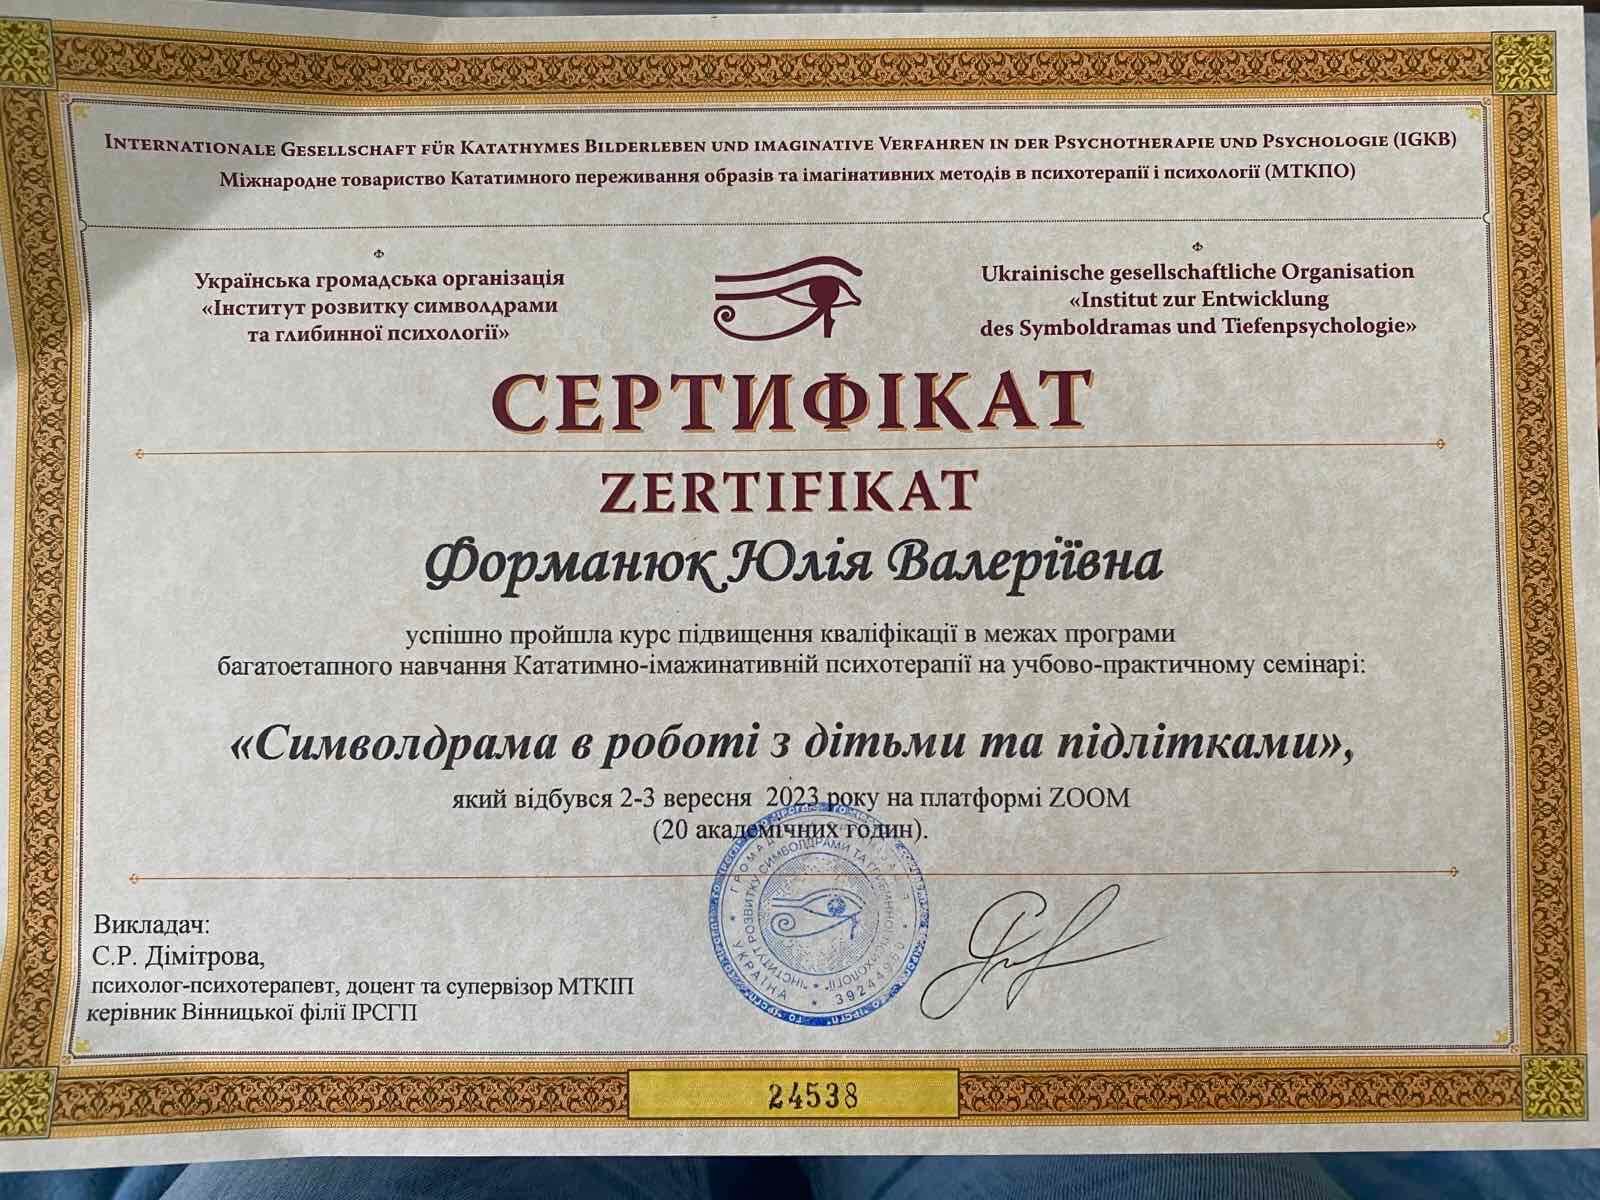 INTERNATIONALE GESELLSCHAFT FÜR KATATHYMES BILDERLEBEN UND IMAGINATIVE VERFAHREN IN DER PSYCHOTHERAPIE UND PSYCHOLOGIE (IGKB)
Міжнародне товариство Кататимного переживання образів та імагінативних методів в психотерапії і психології (МТКПО)
Українська громадська організація
«Інститут розвитку символдрами
та глибинної психології»
Ukrainische gesellschaftliche Organisation
«Institut zur Entwicklung
des Symboldramas und Tiefenpsychologie»
СЕРТИФІКАТ
ZERTIFIKAT
Форманюк Юлія Валеріївна
успішно пройшла курс підвищення кваліфікації в межах програми
багатоетапного навчання Кататимно-імажинативній психотерапії на учбово-практичному семінарі:
«Символдрама в роботі з дітьми та підлітками»,
який відбувся 2-3 вересня 2023 року на платформі ZOOM
(20 академічних годин).
Викладач:
С.Р. Дімітрова,
психолог-психотерапевт, доцент та супервізор МТКІП
керівник Вінницької філії ІРСГП
УКРАЇНА
24538